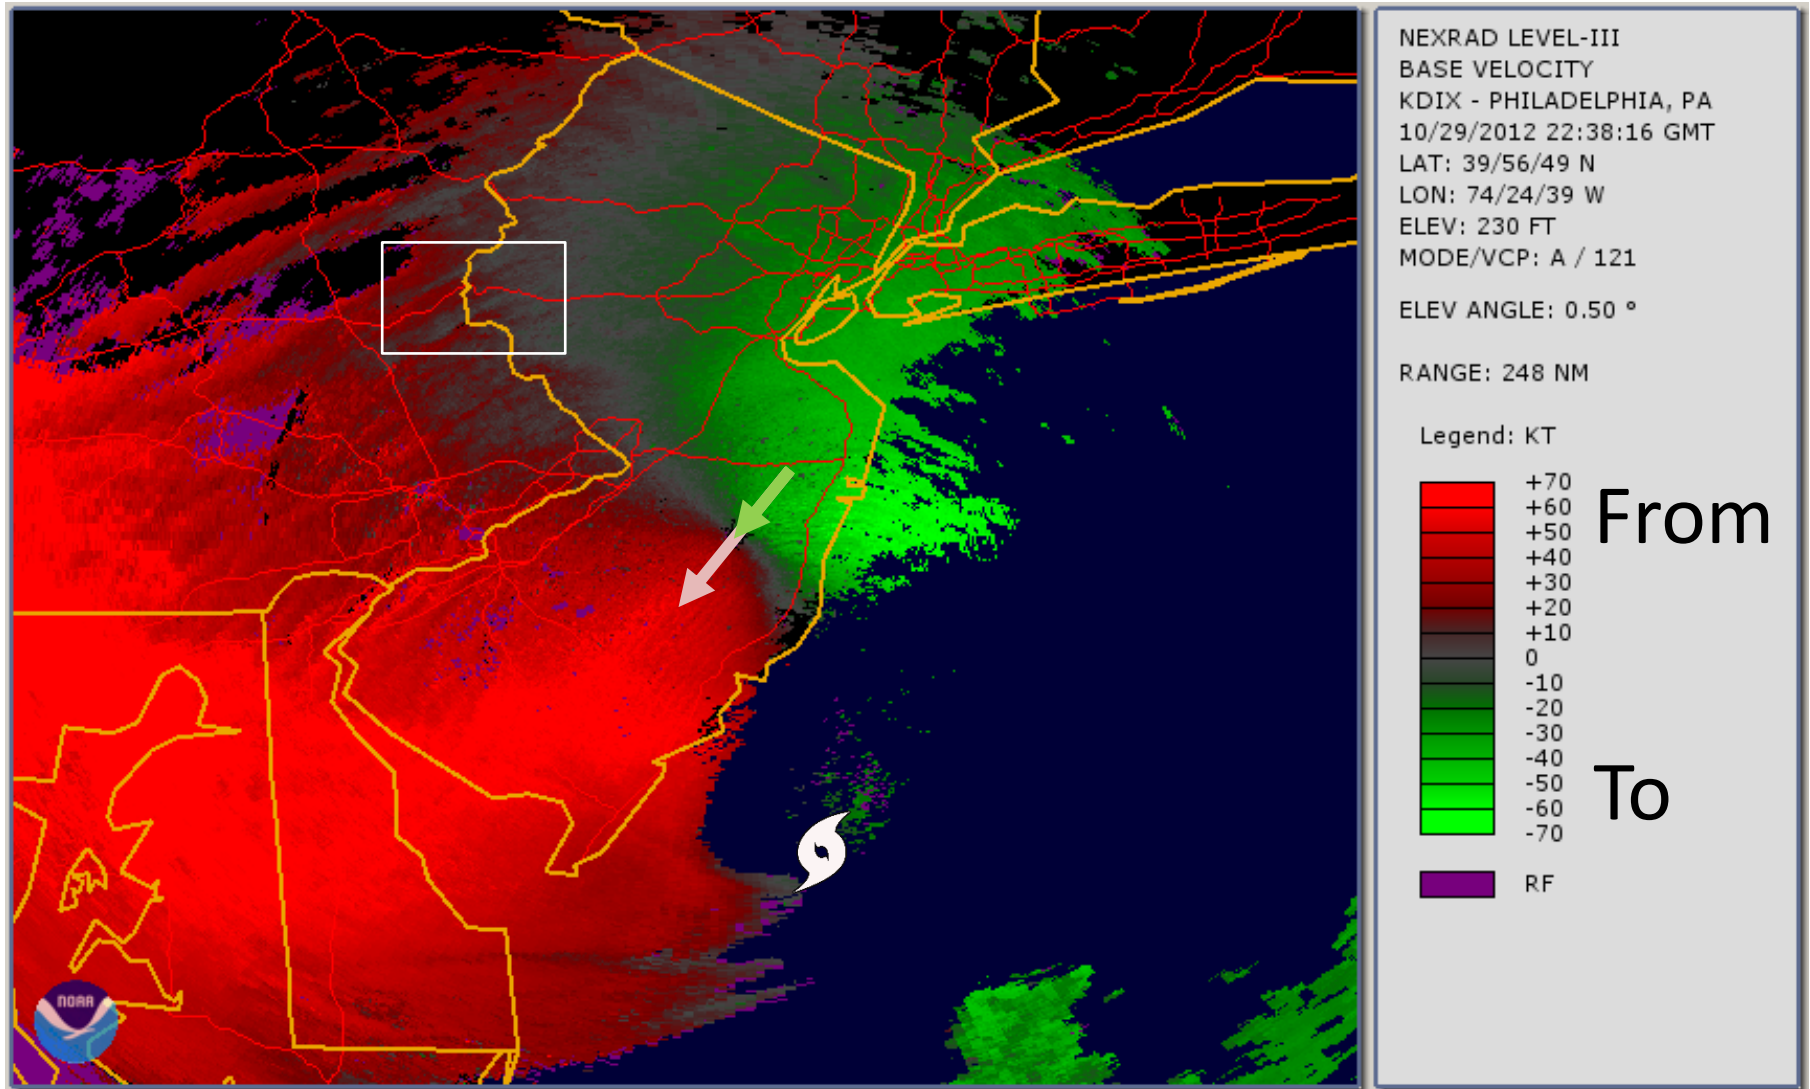 NEXRAD LEVEL-III
BASE VELOCITY
KDIX - PHILADELPHIA, PA
10/29/2012 22:38:16 GMT
LAT: 39/56/49 N
LON: 74/24/39 W
ELEV: 230 FT
MODE/VCP: A / 121
ELEV ANGLE: 0.50 °
RANGE: 248 NM
Legend: KT
+70
+60
+50
+40
+30
+20
+10
0
-10
-20
-30
-40
-50
-60
-70
RF
From
To
NOAA